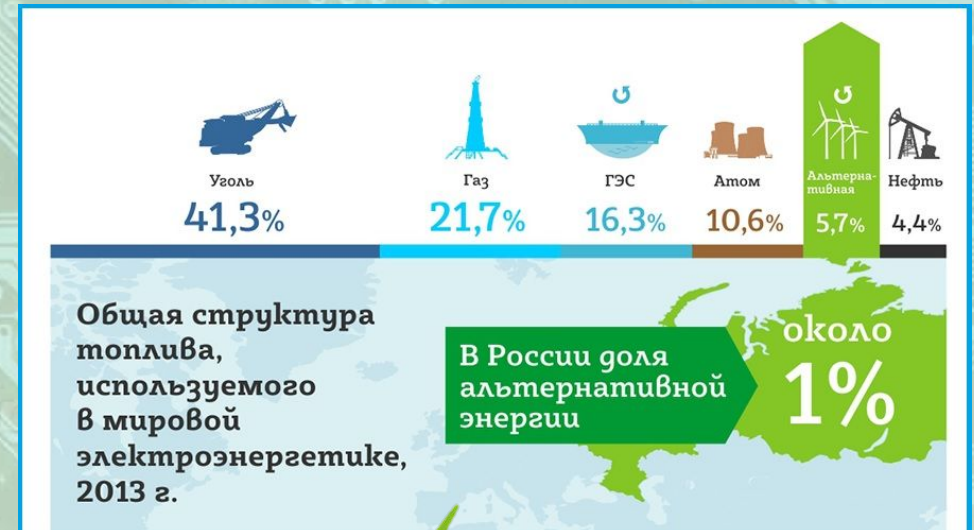 Уголь
41,3%
Газ
21,7%
ГЭС
16,3%
Атом
10,6%
Альтерна-
тивная
5,7%
Нефть
4,4%
Общая структура
топлива,
используемого
в мировой
электроэнергетике,
2013 г.
В России доля
альтернативной
энергии
около
1%